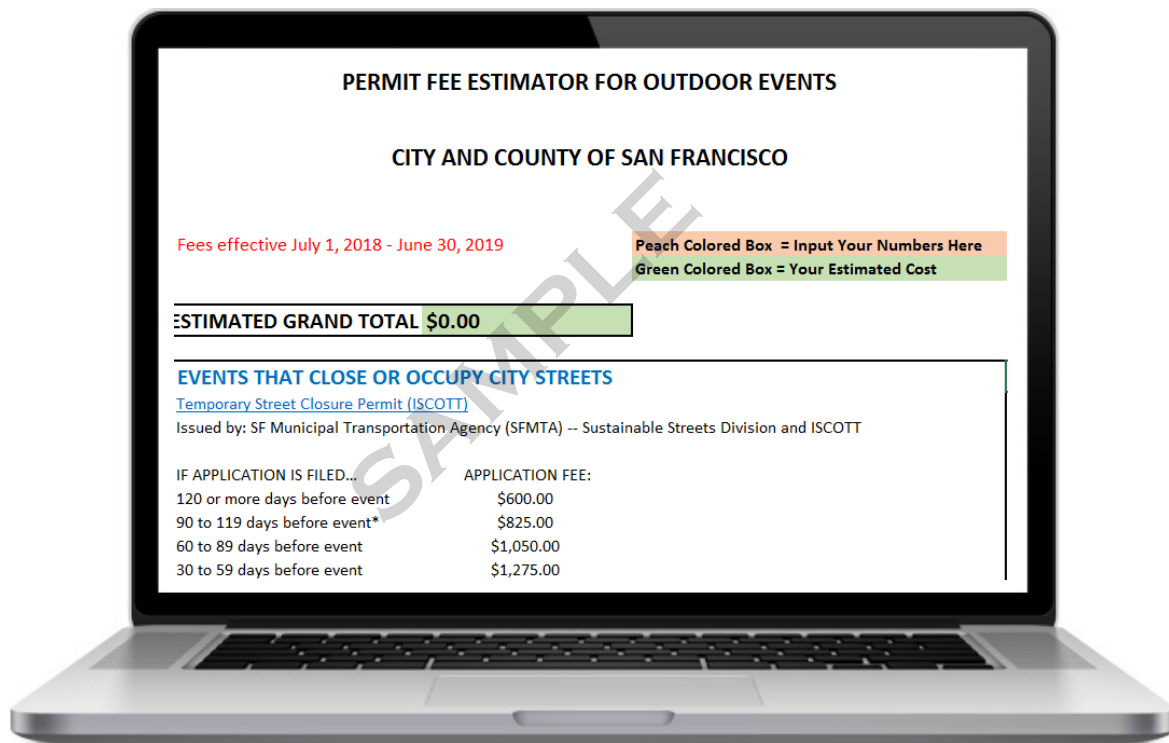 PERMIT FEE ESTIMATOR FOR OUTDOOR EVENTS
CITY AND COUNTY OF SAN FRANCISCO
Fees effective July 1, 2018 - June 30, 2019
Peach Colored Box = Input Your Numbers Here
Green Colored Box = Your Estimated Cost
ESTIMATED GRAND TOTAL $0.00
EVENTS THAT CLOSE OR OCCUPY CITY STREETS
Temporary Street Closure Permit (ISCOTT)
Issued by: SF Municipal Transportation Agency (SFMTA) -- Sustainable Streets Division and ISCOTT
IF APPLICATION IS FILED... APPLICATION FEE:
120 or more days before event $600.00
90 to 119 days before event* $825.00
60 to 89 days before event $1,050.00
30 to 59 days before event $1,275.00
SAMPLE